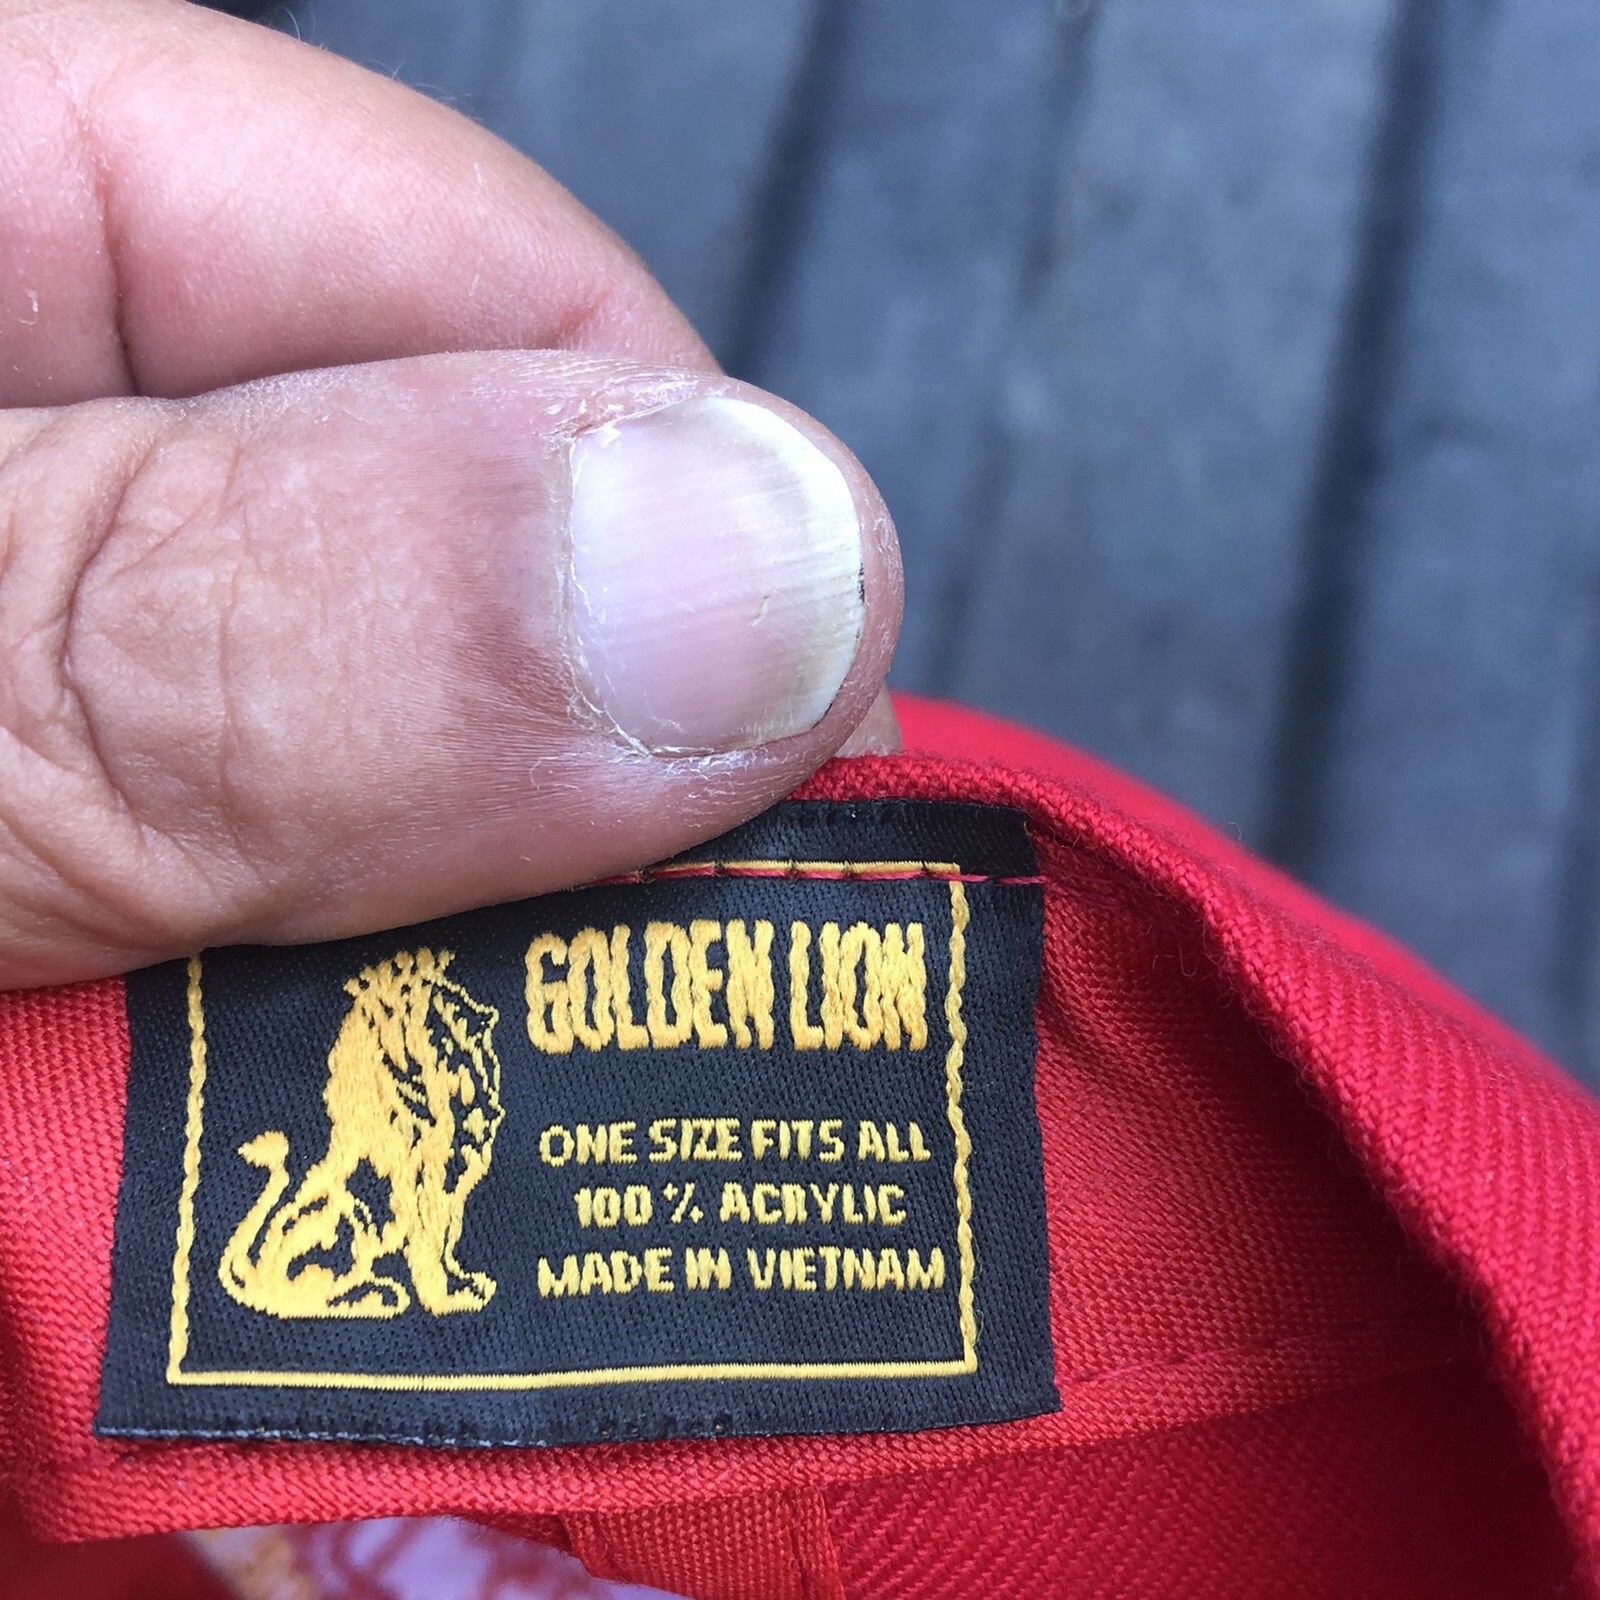 GOLDEN LION
ONE SIZE FITS ALL
100% ACRYLIC
MADE IN VIETNAM